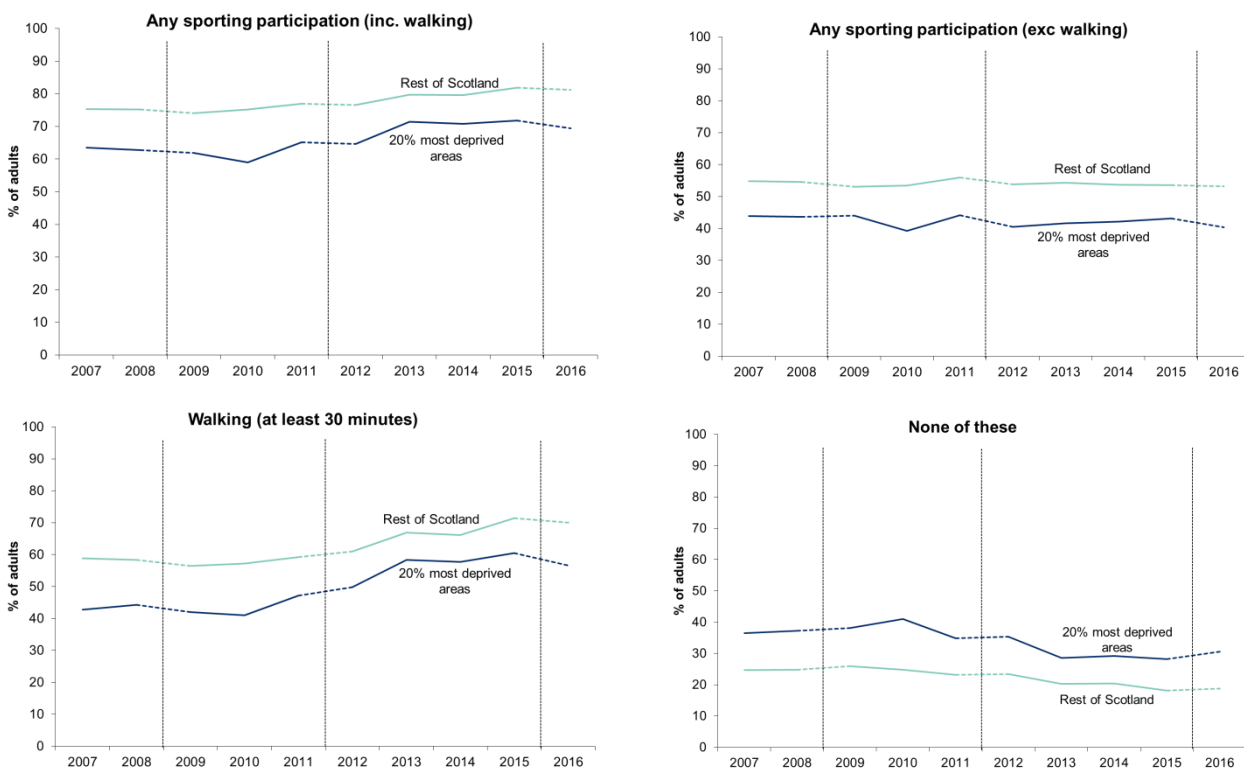 Any sporting participation (inc. walking)
100
90
80
70
60
50
40
30
20
10
0
% of adults
Rest of Scotland
20% most deprived
areas
2007 2008 2009 2010 2011 2012 2013 2014 2015 2016
Any sporting participation (exc walking)
100
90
80
70
60
50
40
30
20
10
0
% of adults
Rest of Scotland
20% most deprived
areas
2007 2008 2009 2010 2011 2012 2013 2014 2015 2016
Walking (at least 30 minutes)
100
90
80
70
60
50
40
30
20
10
0
% of adults
Rest of Scotland
20% most deprived
areas
2007 2008 2009 2010 2011 2012 2013 2014 2015 2016
None of these
100
90
80
70
60
50
40
30
20
10
0
% of adults
20% most deprived
areas
Rest of Scotland
2007 2008 2009 2010 2011 2012 2013 2014 2015 2016